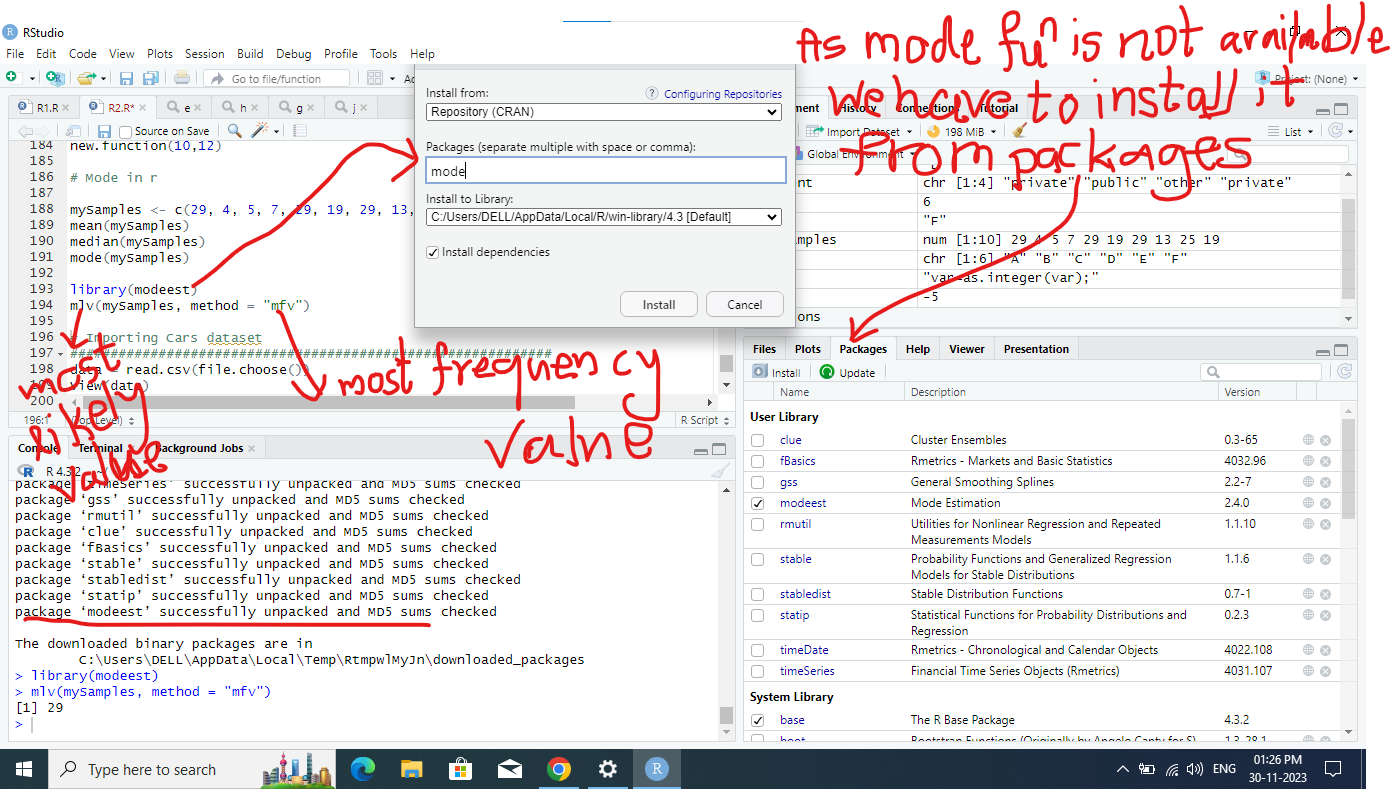 RStudio
File Edit Code View Plots Session Build Debug Profile Tools Help
Go to file/function
Project: (None)
As mode fuⁿ is not available
we have to install it
from packages
R1.R R2.R* e h g j
Source on Save
184 new.function(10,12)
185
186 # Mode in r
187
188 mySamples <- c(29, 4, 5, 7, 29, 19, 29, 13,
189 mean(mySamples)
190 median(mySamples)
191 mode(mySamples)
192
193 library(modeest)
194 mlv(mySamples, method = "mfv")
195
196 # Importing Cars dataset
197 ############################################################
198 data read.csv(file.choose())
199 view(data)
200
196:1 (Top Level) R Script
most
likely
value
most frequency
value
Install from: Configuring Repositories
Repository (CRAN)
Packages (separate multiple with space or comma):
mode
Install to Library:
C:/Users/DELL/AppData/Local/R/win-library/4.3 [Default]
Install dependencies
Install Cancel
History Connections Tutorial
Import Dataset 198 MiB List
Global Environment
chr [1:4] "private" "public" "other" "private"
6
"F"
num [1:10] 29 4 5 7 29 19 29 13 25 19
chr [1:6] "A" "B" "C" "D" "E" "F"
"var=as.integer(var);"
-5
Console Terminal Background Jobs
R 4.3.2 ~/
package ‘timeSeries’ successfully unpacked and MD5 sums checked
package ‘gss’ successfully unpacked and MD5 sums checked
package ‘rmutil’ successfully unpacked and MD5 sums checked
package ‘clue’ successfully unpacked and MD5 sums checked
package ‘fBasics’ successfully unpacked and MD5 sums checked
package ‘stable’ successfully unpacked and MD5 sums checked
package ‘stabledist’ successfully unpacked and MD5 sums checked
package ‘statip’ successfully unpacked and MD5 sums checked
package ‘modeest’ successfully unpacked and MD5 sums checked
The downloaded binary packages are in
C:\Users\DELL\AppData\Local\Temp\RtmpwlMyJn\downloaded_packages
> library(modeest)
> mlv(mySamples, method = "mfv")
[1] 29
>
Files Plots Packages Help Viewer Presentation
Install Update
Name Description Version
User Library
clue Cluster Ensembles 0.3-65
fBasics Rmetrics - Markets and Basic Statistics 4032.96
gss General Smoothing Splines 2.2-7
modeest Mode Estimation 2.4.0
rmutil Utilities for Nonlinear Regression and Repeated 1.1.10
Measurements Models
stable Probability Functions and Generalized Regression 1.1.6
Models for Stable Distributions
stabledist Stable Distribution Functions 0.7-1
statip Statistical Functions for Probability Distributions and 0.2.3
Regression
timeDate Rmetrics - Chronological and Calendar Objects 4022.108
timeSeries Financial Time Series Objects (Rmetrics) 4031.107
System Library
base The R Base Package 4.3.2
boot Bootstrap Functions (Originally by Angelo Canty for S) 1.3-28.1
Type here to search
ENG 01:26 PM
30-11-2023